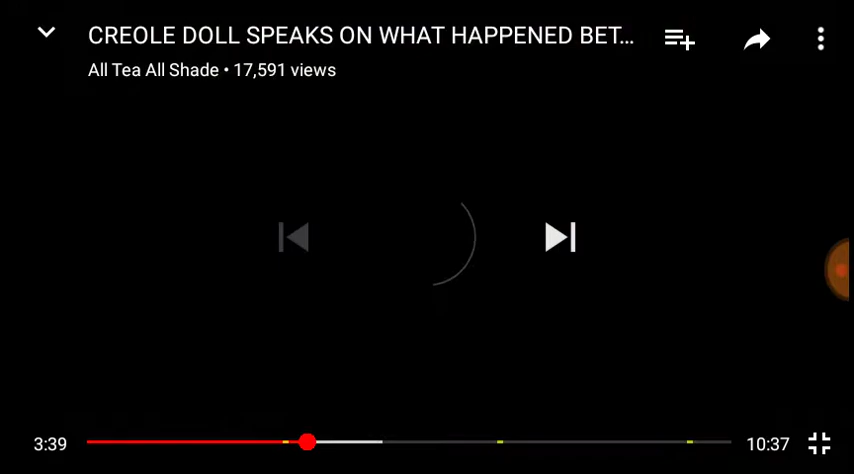 CREOLE DOLL SPEAKS ON WHAT HAPPENED BET...
All Tea All Shade • 17,591 views
3:39
10:37